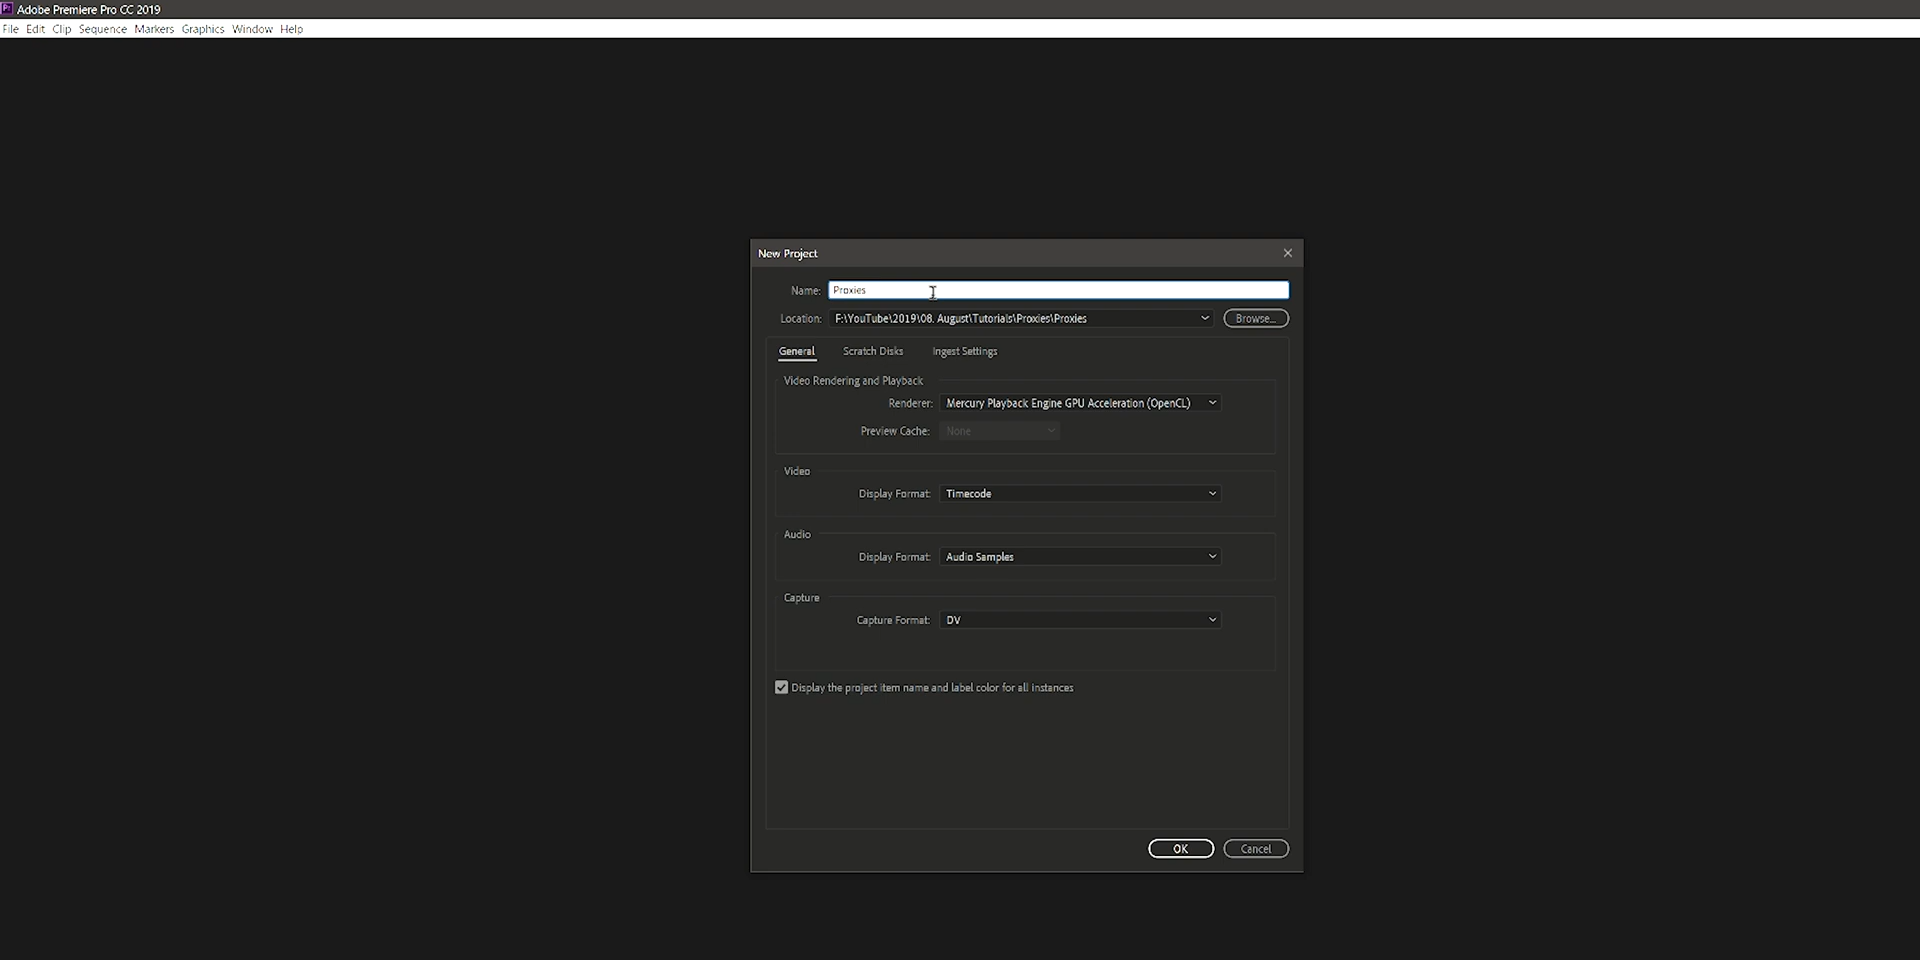 Pr Adobe Premiere Pro CC 2019
File Edit Clip Sequence Markers Graphics Window Help
New Project
Name: Proxies
Location: F:\YouTube\2019\08. August\Tutorials\Proxies\Proxies Browse...
General Scratch Disks Ingest Settings
Video Rendering and Playback
Renderer: Mercury Playback Engine GPU Acceleration (OpenCL)
Preview Cache: None
Video
Display Format: Timecode
Audio
Display Format: Audio Samples
Capture
Capture Format: DV
Display the project item name and label color for all instances
OK Cancel